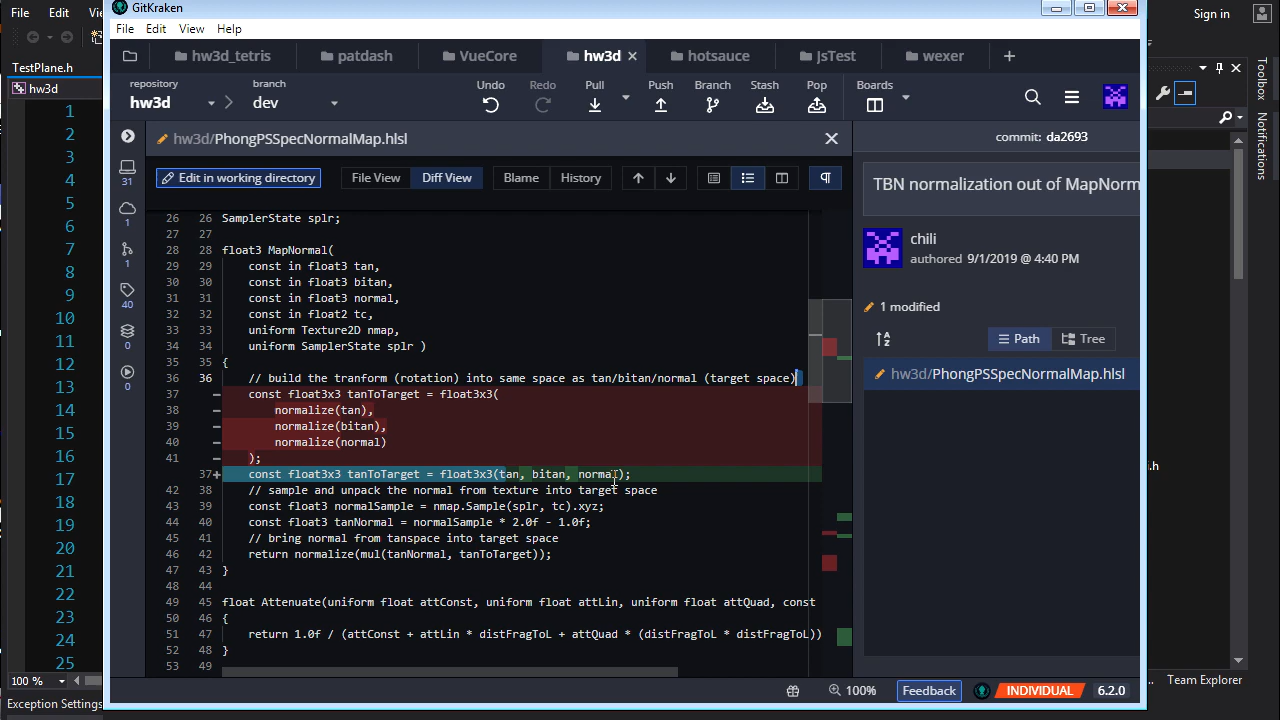 GitKraken
File Edit View Help
File Edit
Sign in
hw3d_tetris
patdash
VueCore
hw3d
hotsauce
jsTest
wexer
TestPlane.h
hw3d
repository
hw3d
branch
dev
Undo
Redo
Pull
Push
Branch
Stash
Pop
Boards
hw3d/PhongPSSpecNormalMap.hlsl
commit: da2693
Edit in working directory
File View
Diff View
Blame
History
TBN normalization out of MapNorm
chili
authored 9/1/2019 @ 4:40 PM
1 modified
Path
Tree
hw3d/PhongPSSpecNormalMap.hlsl
31
1
1
40
0
0
26 26 SamplerState splr;
27 27
28 28 float3 MapNormal(
29 29 const in float3 tan,
30 30 const in float3 bitan,
31 31 const in float3 normal,
32 32 const in float2 tc,
33 33 uniform Texture2D nmap,
34 34 uniform SamplerState splr )
35 35 {
36 36 // build the tranform (rotation) into same space as tan/bitan/normal (target space)
37 - const float3x3 tanToTarget = float3x3(
38 - normalize(tan),
39 - normalize(bitan),
40 - normalize(normal)
41 - );
37 + const float3x3 tanToTarget = float3x3(tan, bitan, normal);
42 38 // sample and unpack the normal from texture into target space
43 39 const float3 normalSample = nmap.Sample(splr, tc).xyz;
44 40 const float3 tanNormal = normalSample * 2.0f - 1.0f;
45 41 // bring normal from tanspace into target space
46 42 return normalize(mul(tanNormal, tanToTarget));
47 43 }
48 44
49 45 float Attenuate(uniform float attConst, uniform float attLin, uniform float attQuad, const
50 46 {
51 47 return 1.0f / (attConst + attLin * distFragToL + attQuad * (distFragToL * distFragToL))
52 48 }
53 49
1
2
3
4
5
6
7
8
9
10
11
12
13
14
15
16
17
18
19
20
21
22
23
24
25
100 %
Exception Settings
100%
Feedback
INDIVIDUAL
6.2.0
Toolbox
Notifications
Team Explorer